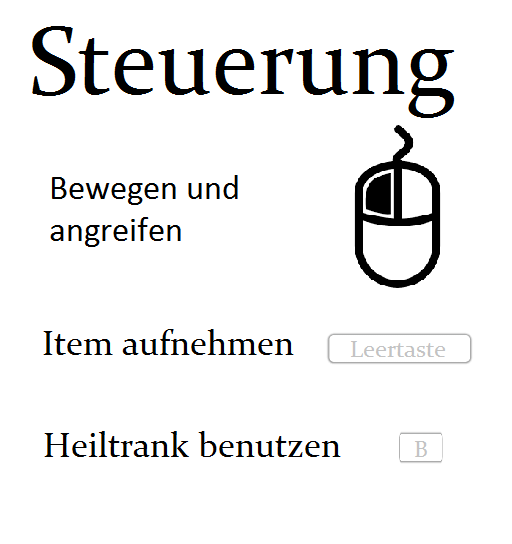 Steuerung
Bewegen und
angreifen
Item aufnehmen Leertaste
Heiltrank benutzen B